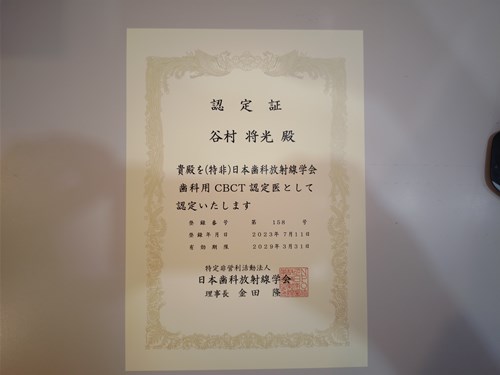 認定証
谷村 将光 殿
貴殿を(特非)日本歯科放射線学会
歯科用 CBCT 認定医として
認定いたします
登録番号 第 158 号
登録年月日 2023年7月11日
有効期限 2029年3月31日
特定非営利活動法人
日本歯科放射線学会
理事長 金田 隆